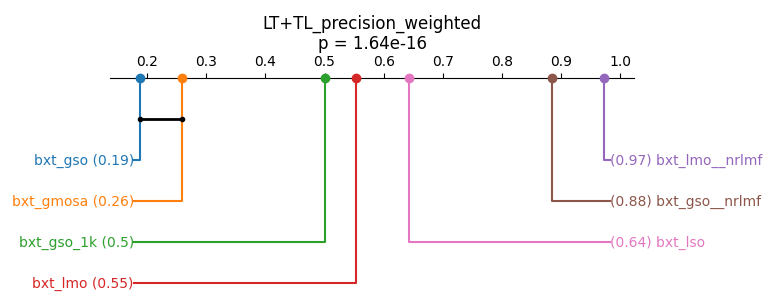 LT+TL_precision_weighted
p = 1.64e-16
0.2 0.3 0.4 0.5 0.6 0.7 0.8 0.9 1.0
bxt_gso (0.19) (0.97) bxt_lmo__nrlmf
bxt_gmosa (0.26) (0.88) bxt_gso__nrlmf
bxt_gso_1k (0.5) (0.64) bxt_lso
bxt_lmo (0.55)